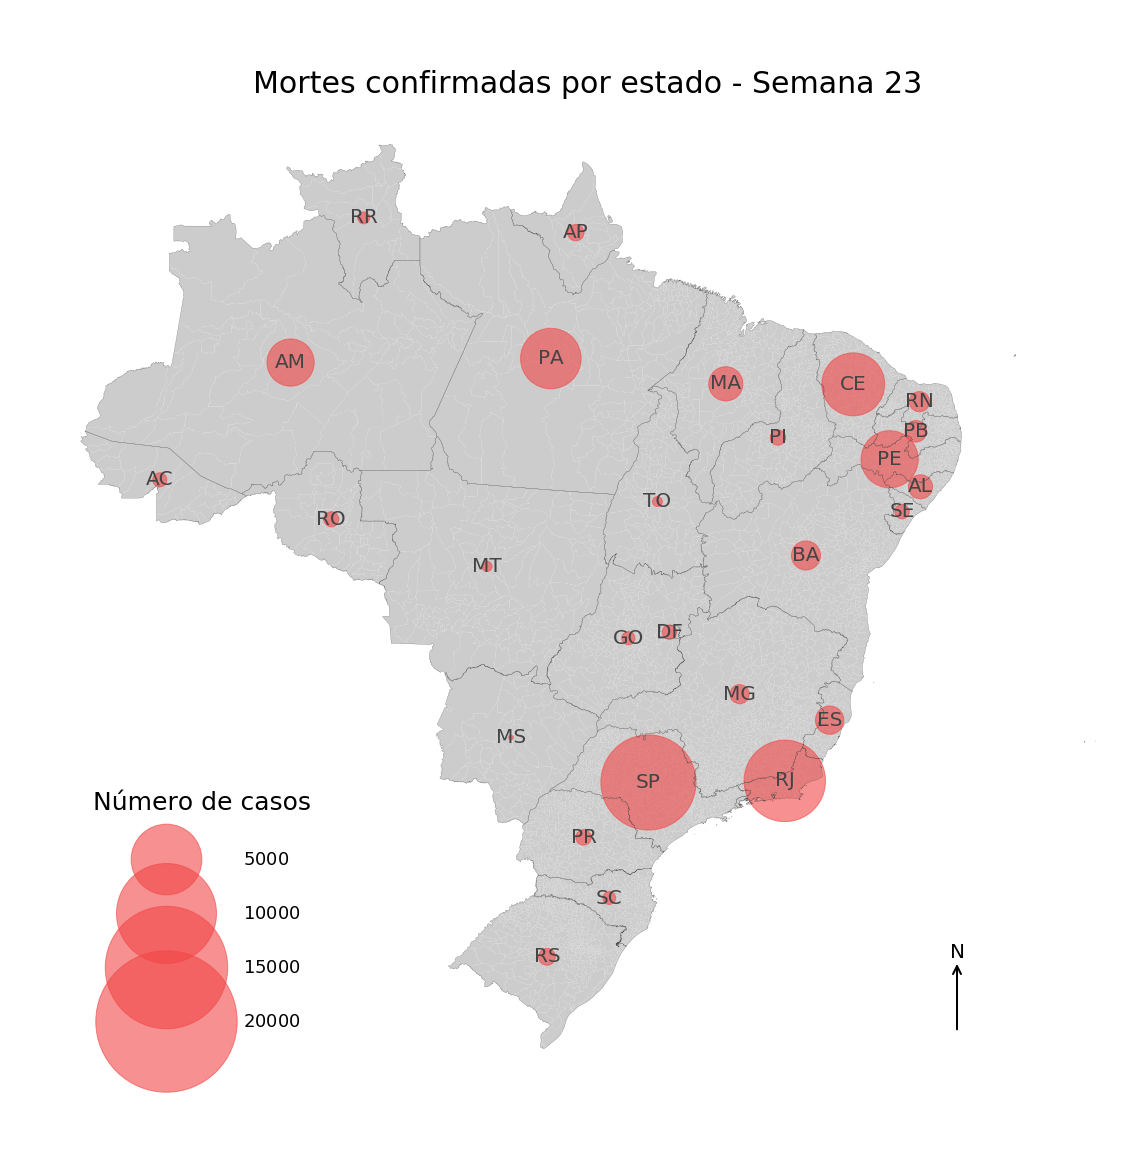 Mortes confirmadas por estado - Semana 23
RR
AP
AM
PA
MA
CE
RN
PB
PI
PE
AC
AL
TO
SE
RO
BA
MT
GO
DF
MG
ES
MS
SP
RJ
Número de casos
PR
5000
SC
10000
N
RS
15000
20000